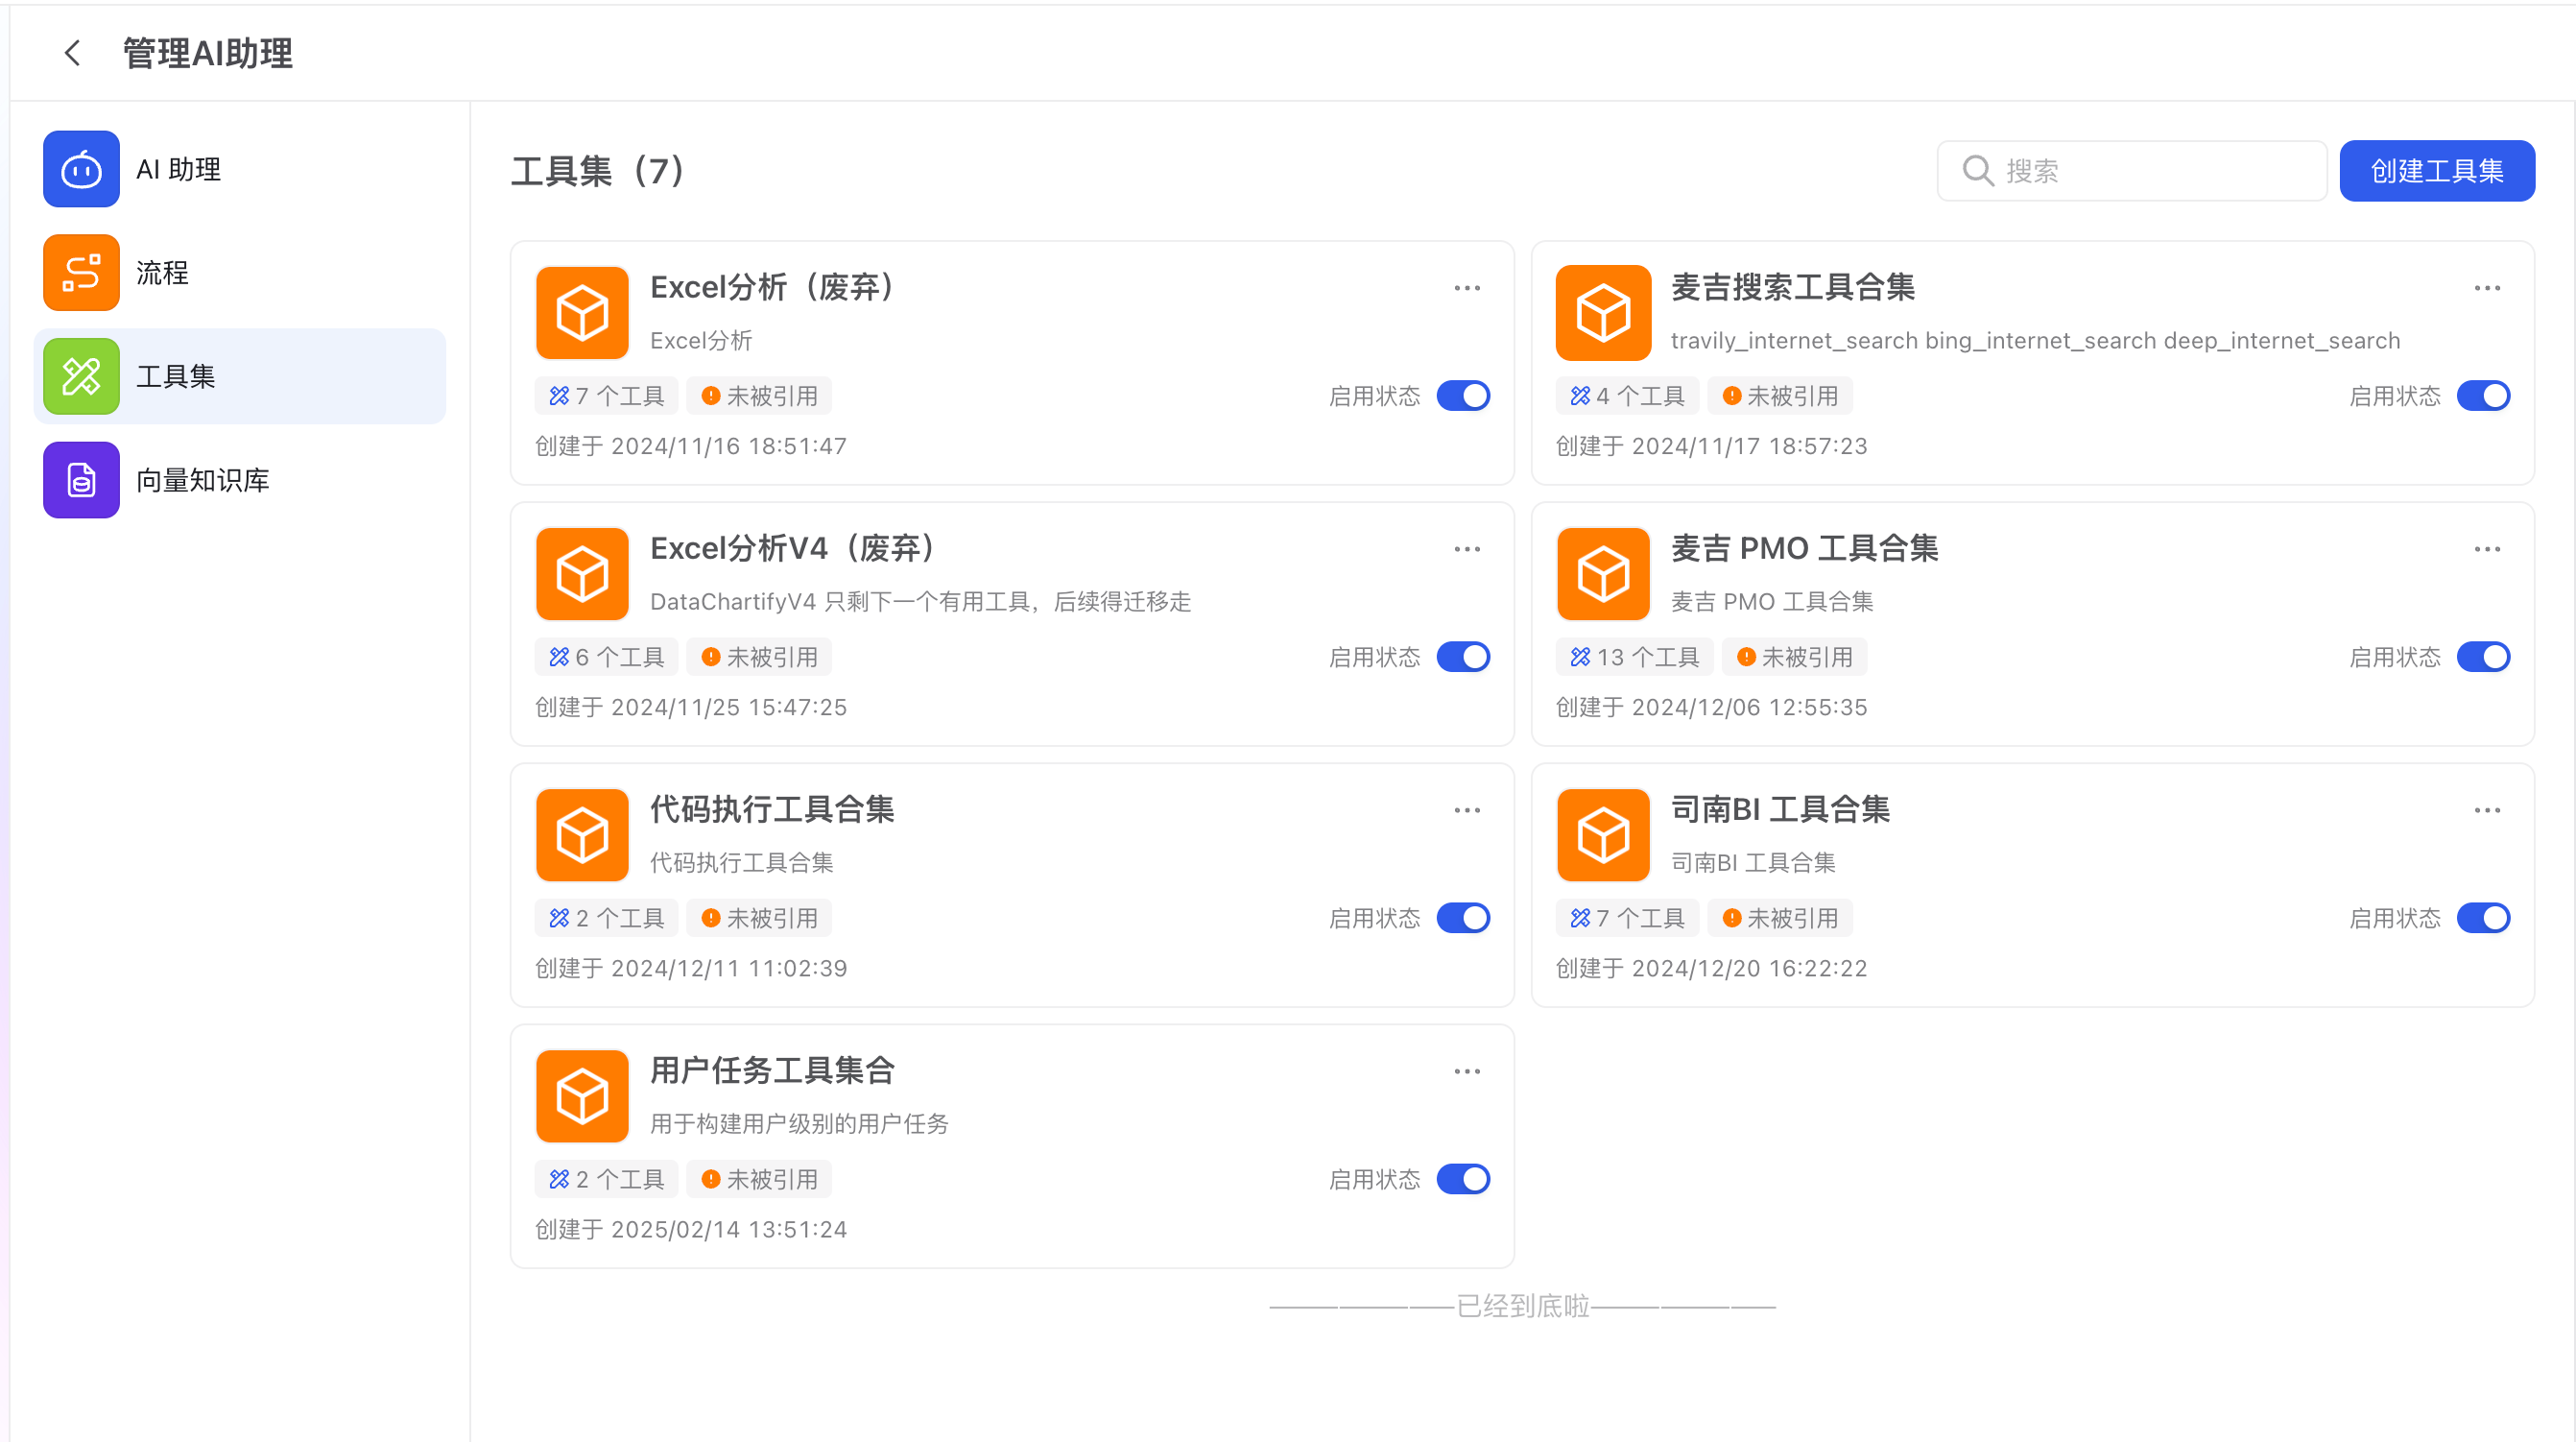 管理AI助理
AI 助理
流程
工具集
向量知识库
工具集（7）
搜索
创建工具集
Excel分析（废弃）
Excel分析
7 个工具 未被引用 启用状态
创建于 2024/11/16 18:51:47
麦吉搜索工具合集
travily_internet_search bing_internet_search deep_internet_search
4 个工具 未被引用 启用状态
创建于 2024/11/17 18:57:23
Excel分析V4（废弃）
DataChartifyV4 只剩下一个有用工具，后续得迁移走
6 个工具 未被引用 启用状态
创建于 2024/11/25 15:47:25
麦吉 PMO 工具合集
麦吉 PMO 工具合集
13 个工具 未被引用 启用状态
创建于 2024/12/06 12:55:35
代码执行工具合集
代码执行工具合集
2 个工具 未被引用 启用状态
创建于 2024/12/11 11:02:39
司南BI 工具合集
司南BI 工具合集
7 个工具 未被引用 启用状态
创建于 2024/12/20 16:22:22
用户任务工具集合
用于构建用户级别的用户任务
2 个工具 未被引用 启用状态
创建于 2025/02/14 13:51:24
————————已经到底啦————————